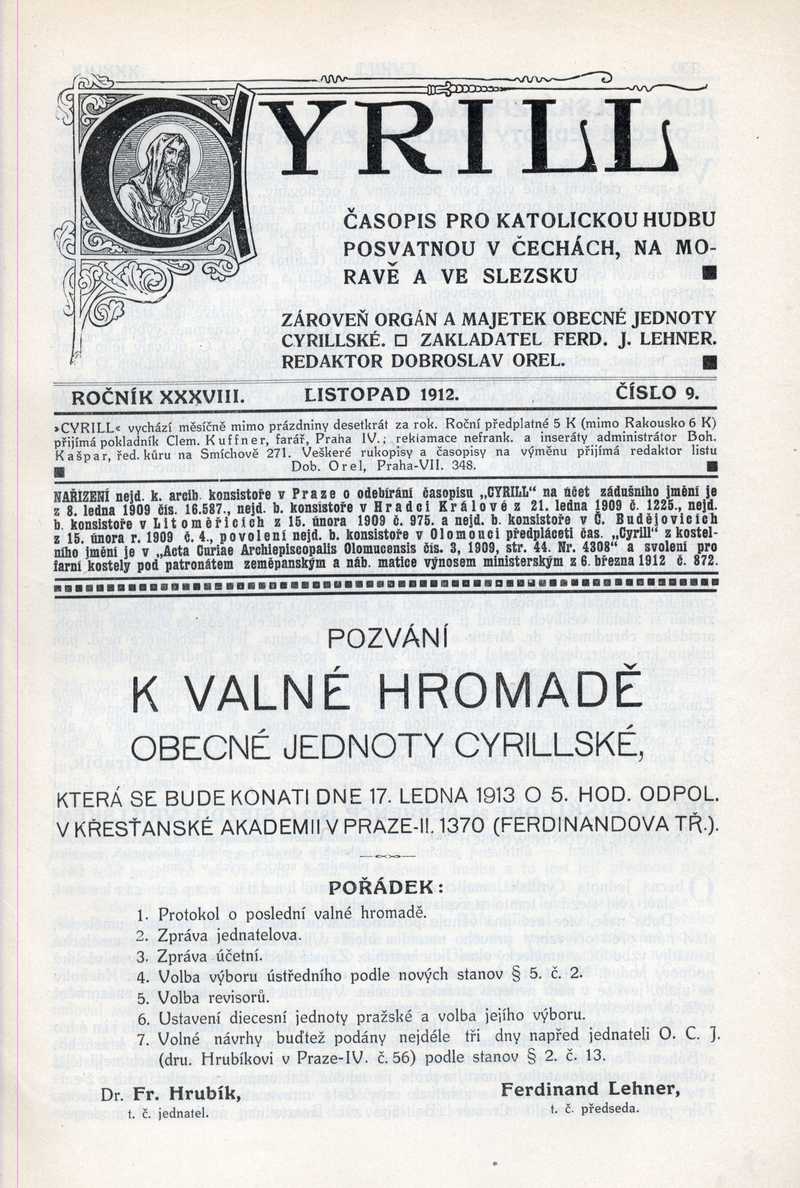 CYRILL
ČASOPIS PRO KATOLICKOU HUDBU
POSVATNOU V ČECHÁCH, NA MO-
RAVĚ A VE SLEZSKU
ZÁROVEŇ ORGÁN A MAJETEK OBECNÉ JEDNOTY
CYRILLSKÉ. □ ZAKLADATEL FERD. J. LEHNER.
REDAKTOR DOBROSLAV OREL.
ROČNÍK XXXVIII. LISTOPAD 1912. ČÍSLO 9.
»CYRILL« vychází měsíčně mimo prázdniny desetkrát za rok. Roční předplatné 5 K (mimo Rakousko 6 K)
přijímá pokladník Clem. Kuffner, farář, Praha IV.; reklamace nefrank. a inseráty administrátor Boh.
Kašpar, řed. kůru na Smíchově 271. Veškeré rukopisy a časopisy na výměnu přijímá redaktor listu
Dob. Orel, Praha-VII. 348.
NAŘIZENÍ nejd. k. arcib. konsistoře v Praze o odebírání časopisu „CYRILL“ na účet zádušního jmění je
z 8. ledna 1909 čís. 16.587., nejd. b. konsistoře v Hradci Králové z 21. ledna 1909 č. 1225., nejd.
b. konsistoře v Litoměřicích z 15. února 1909 č. 975. a nejd. b. konsistoře v Č. Budějovicích
z 15. února r. 1909 č. 4., povolení nejd. b. konsistoře v Olomouci předpláceti čas. „Cyrill“ z kostel-
ního jmění je v „Acta Curiae Archiepiscopalis Olomucensis čís. 3, 1909, str. 44. Nr. 4308“ a svolení pro
farní kostely pod patronátem zeměpanským a náb. matice výnosem ministerským z 6. března 1912 č. 872.
POZVÁNÍ
K VALNÉ HROMADĚ
OBECNÉ JEDNOTY CYRILLSKÉ,
KTERÁ SE BUDE KONATI DNE 17. LEDNA 1913 O 5. HOD. ODPOL.
V KŘESŤANSKÉ AKADEMII V PRAZE-II. 1370 (FERDINANDOVA TŘ.).
POŘÁDEK:
1. Protokol o poslední valné hromadě.
2. Zpráva jednatelova.
3. Zpráva účetní.
4. Volba výboru ústředního podle nových stanov § 5. č. 2.
5. Volba revisorů.
6. Ustavení diecesní jednoty pražské a volba jejího výboru.
7. Volné návrhy buďtež podány nejdéle tři dny napřed jednateli O. C. J.
(dru. Hrubíkovi v Praze-IV. č. 56) podle stanov § 2. č. 13.
Dr. Fr. Hrubík, Ferdinand Lehner,
t. č. jednatel. t. č. předseda.